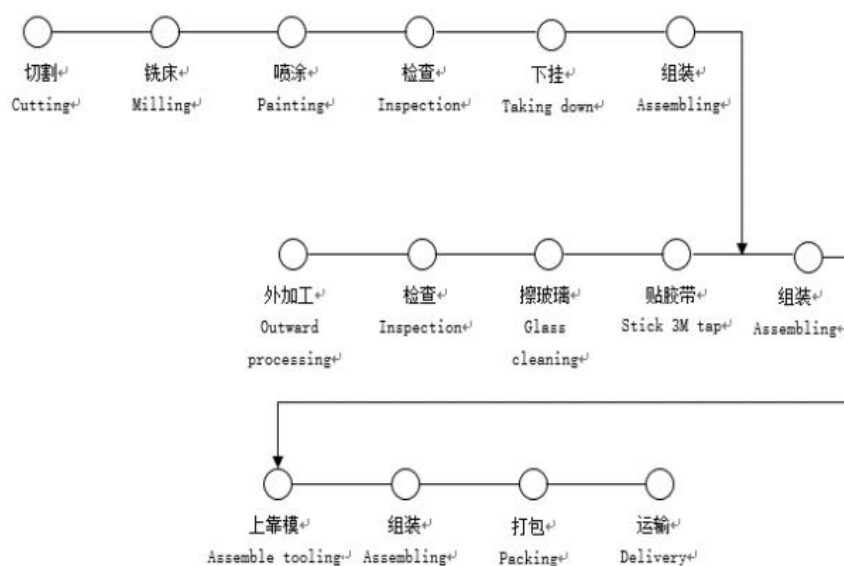 切割↵ 铣床↵ 喷涂↵ 检查↵ 下挂↵ 组装↵
Cutting↵ Milling↵ Painting↵ Inspection↵ Taking down↵ Assembling↵
外加工↵ 检查↵ 擦玻璃↵ 贴胶带↵ 组装↵
Outward Inspection↵ Glass Stick 3M tap↵ Assembling↵
processing↵ cleaning↵
上靠模↵ 组装↵ 打包↵ 运输↵
Assemble tooling↵ Assembling↵ Packing↵ Delivery↵